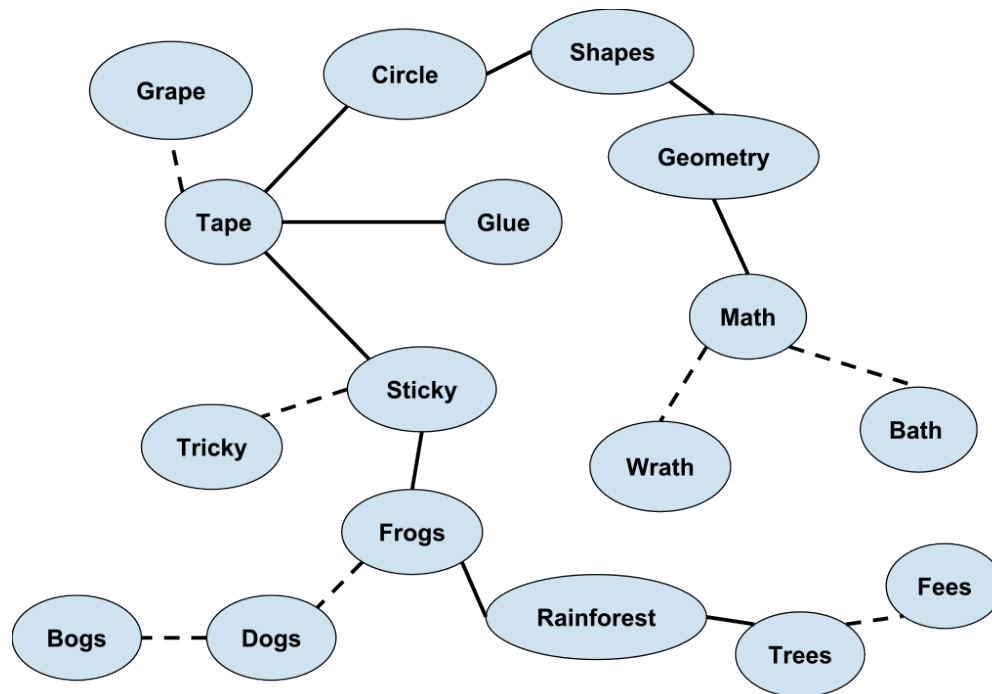 Shapes
Circle
Grape
Geometry
Tape
Glue
Math
Sticky
Bath
Tricky
Wrath
Frogs
Fees
Rainforest
Bogs
Dogs
Trees